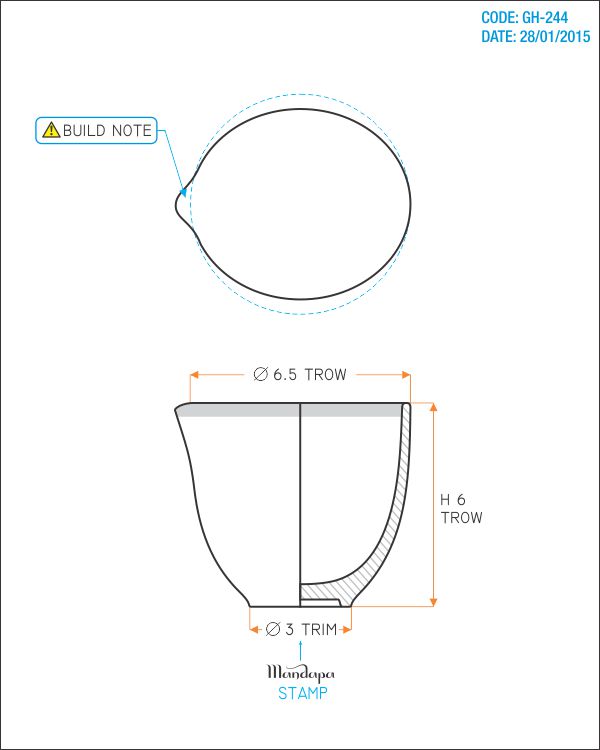 CODE: GH-244
DATE: 28/01/2015
BUILD NOTE
Ø 6.5 TROW
H 6
TROW
Ø 3 TRIM
Mandapa
STAMP